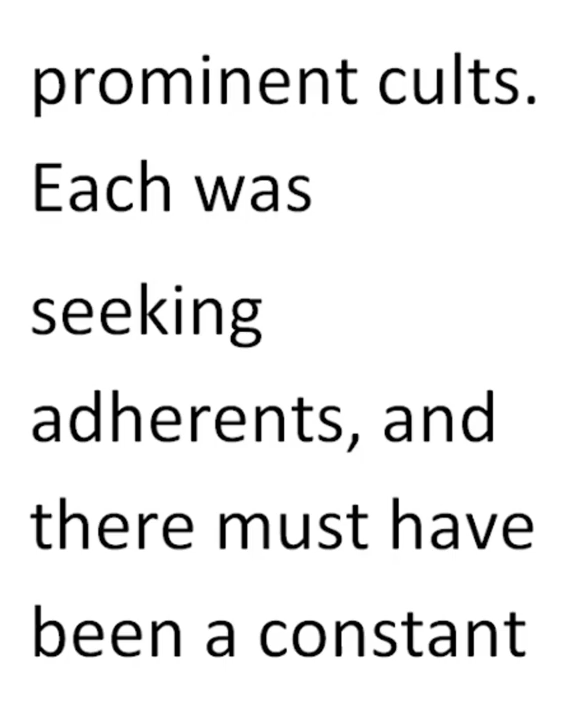 prominent cults.
Each was
seeking
adherents, and
there must have
been a constant